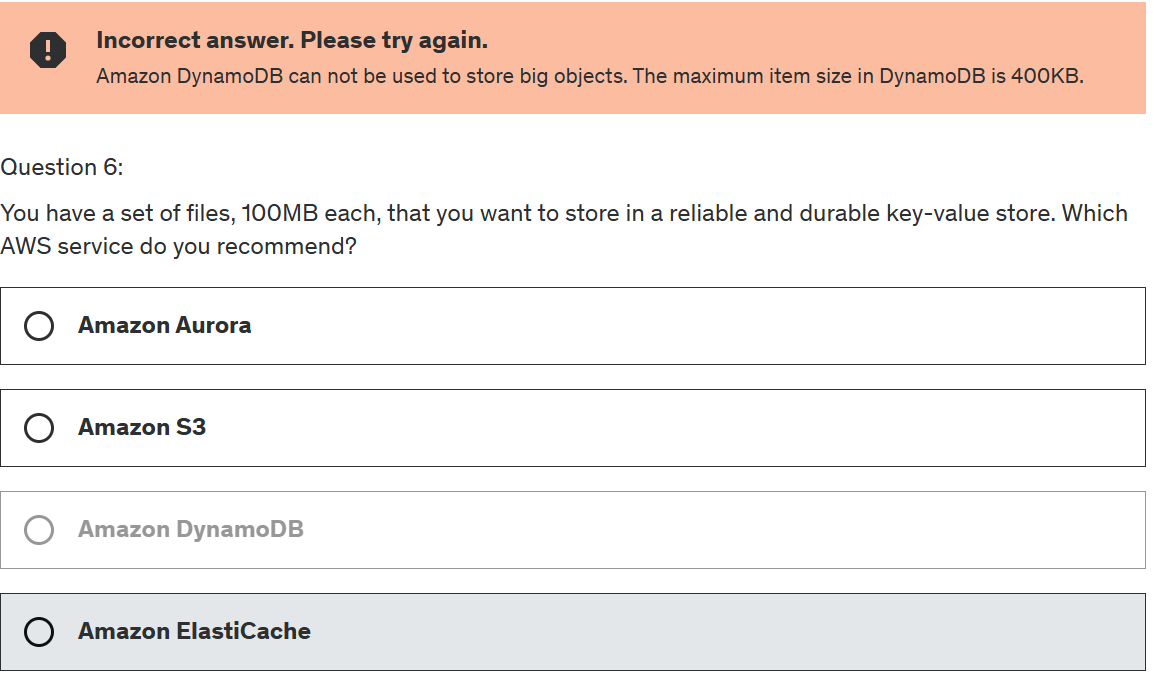 Incorrect answer. Please try again.
Amazon DynamoDB can not be used to store big objects. The maximum item size in DynamoDB is 400KB.
Question 6:
You have a set of files, 100MB each, that you want to store in a reliable and durable key-value store. Which
AWS service do you recommend?
Amazon Aurora
Amazon S3
Amazon DynamoDB
Amazon ElastiCache